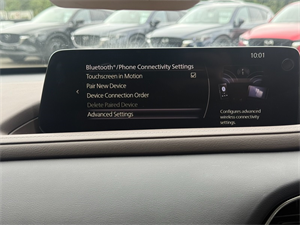 10:01
Bluetooth®/Phone Connectivity Settings
Touchscreen in Motion
Pair New Device
Device Connection Order
Delete Paired Device
Advanced Settings
Configures advanced
wireless connectivity
settings.